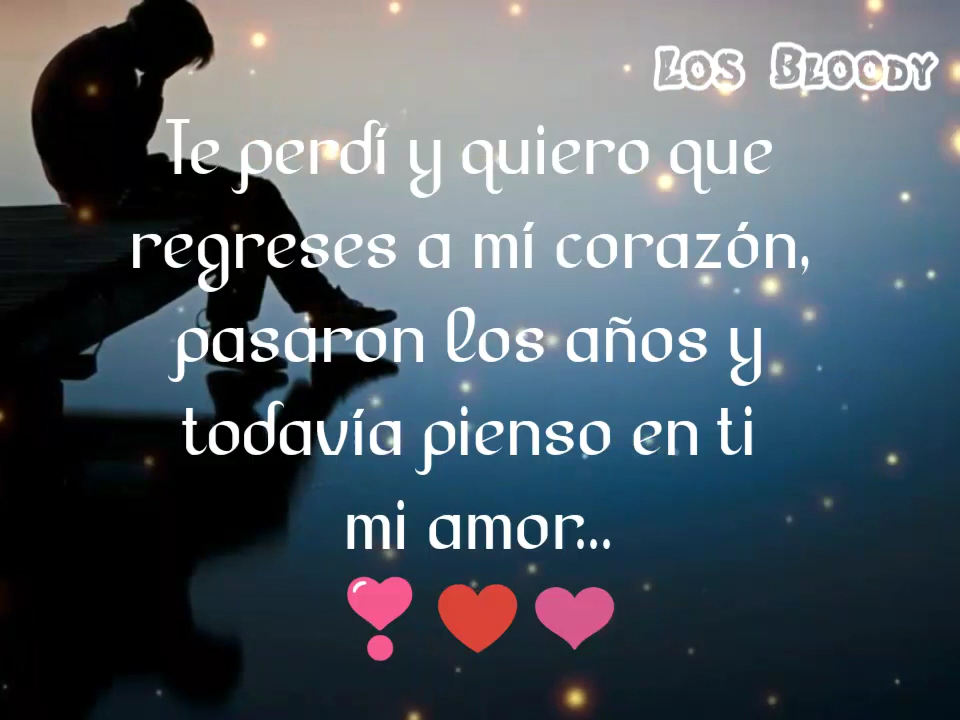 Los Bloody
Te perdí y quiero que
regreses a mí corazón,
pasaron los años y
todavía pienso en ti
mi amor...